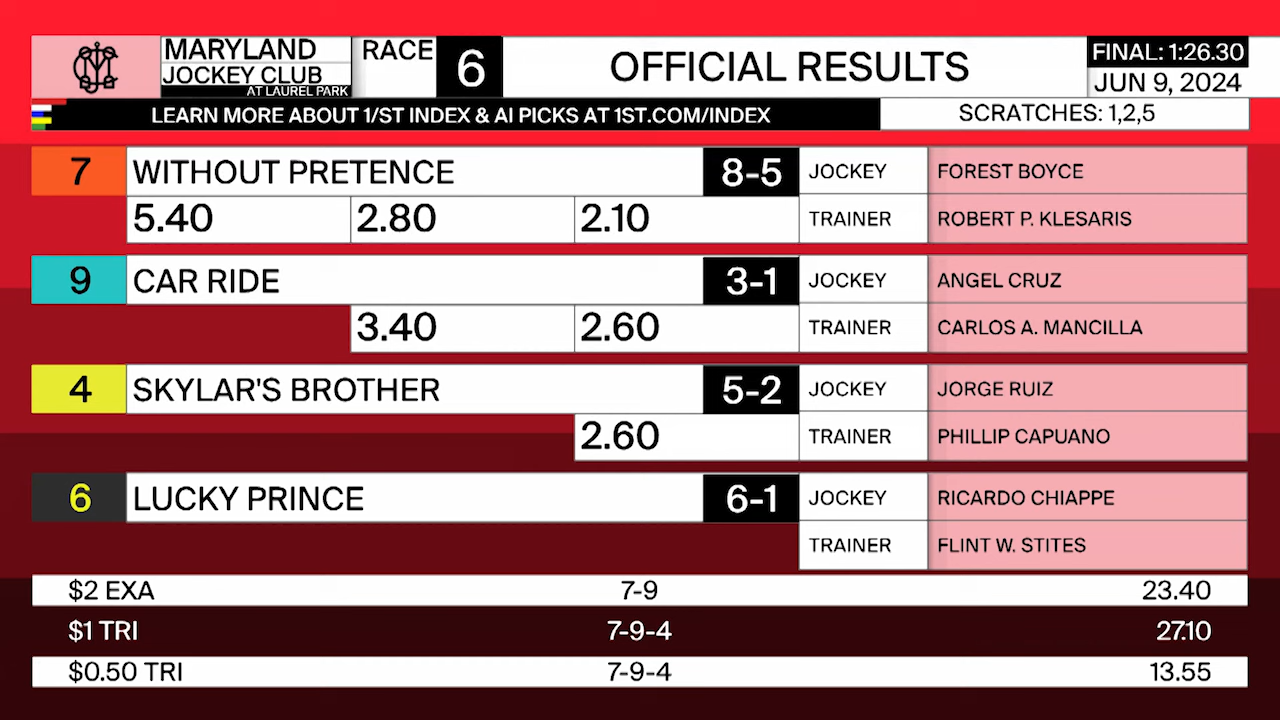 MARYLAND
JOCKEY CLUB
AT LAUREL PARK
RACE 6
OFFICIAL RESULTS
FINAL: 1:26.30
JUN 9, 2024
LEARN MORE ABOUT 1/ST INDEX & AI PICKS AT 1ST.COM/INDEX
SCRATCHES: 1,2,5
7 WITHOUT PRETENCE 8-5 JOCKEY FOREST BOYCE
5.40 2.80 2.10 TRAINER ROBERT P. KLESARIS
9 CAR RIDE 3-1 JOCKEY ANGEL CRUZ
3.40 2.60 TRAINER CARLOS A. MANCILLA
4 SKYLAR'S BROTHER 5-2 JOCKEY JORGE RUIZ
2.60 TRAINER PHILLIP CAPUANO
6 LUCKY PRINCE 6-1 JOCKEY RICARDO CHIAPPE
TRAINER FLINT W. STITES
$2 EXA 7-9 23.40
$1 TRI 7-9-4 27.10
$0.50 TRI 7-9-4 13.55